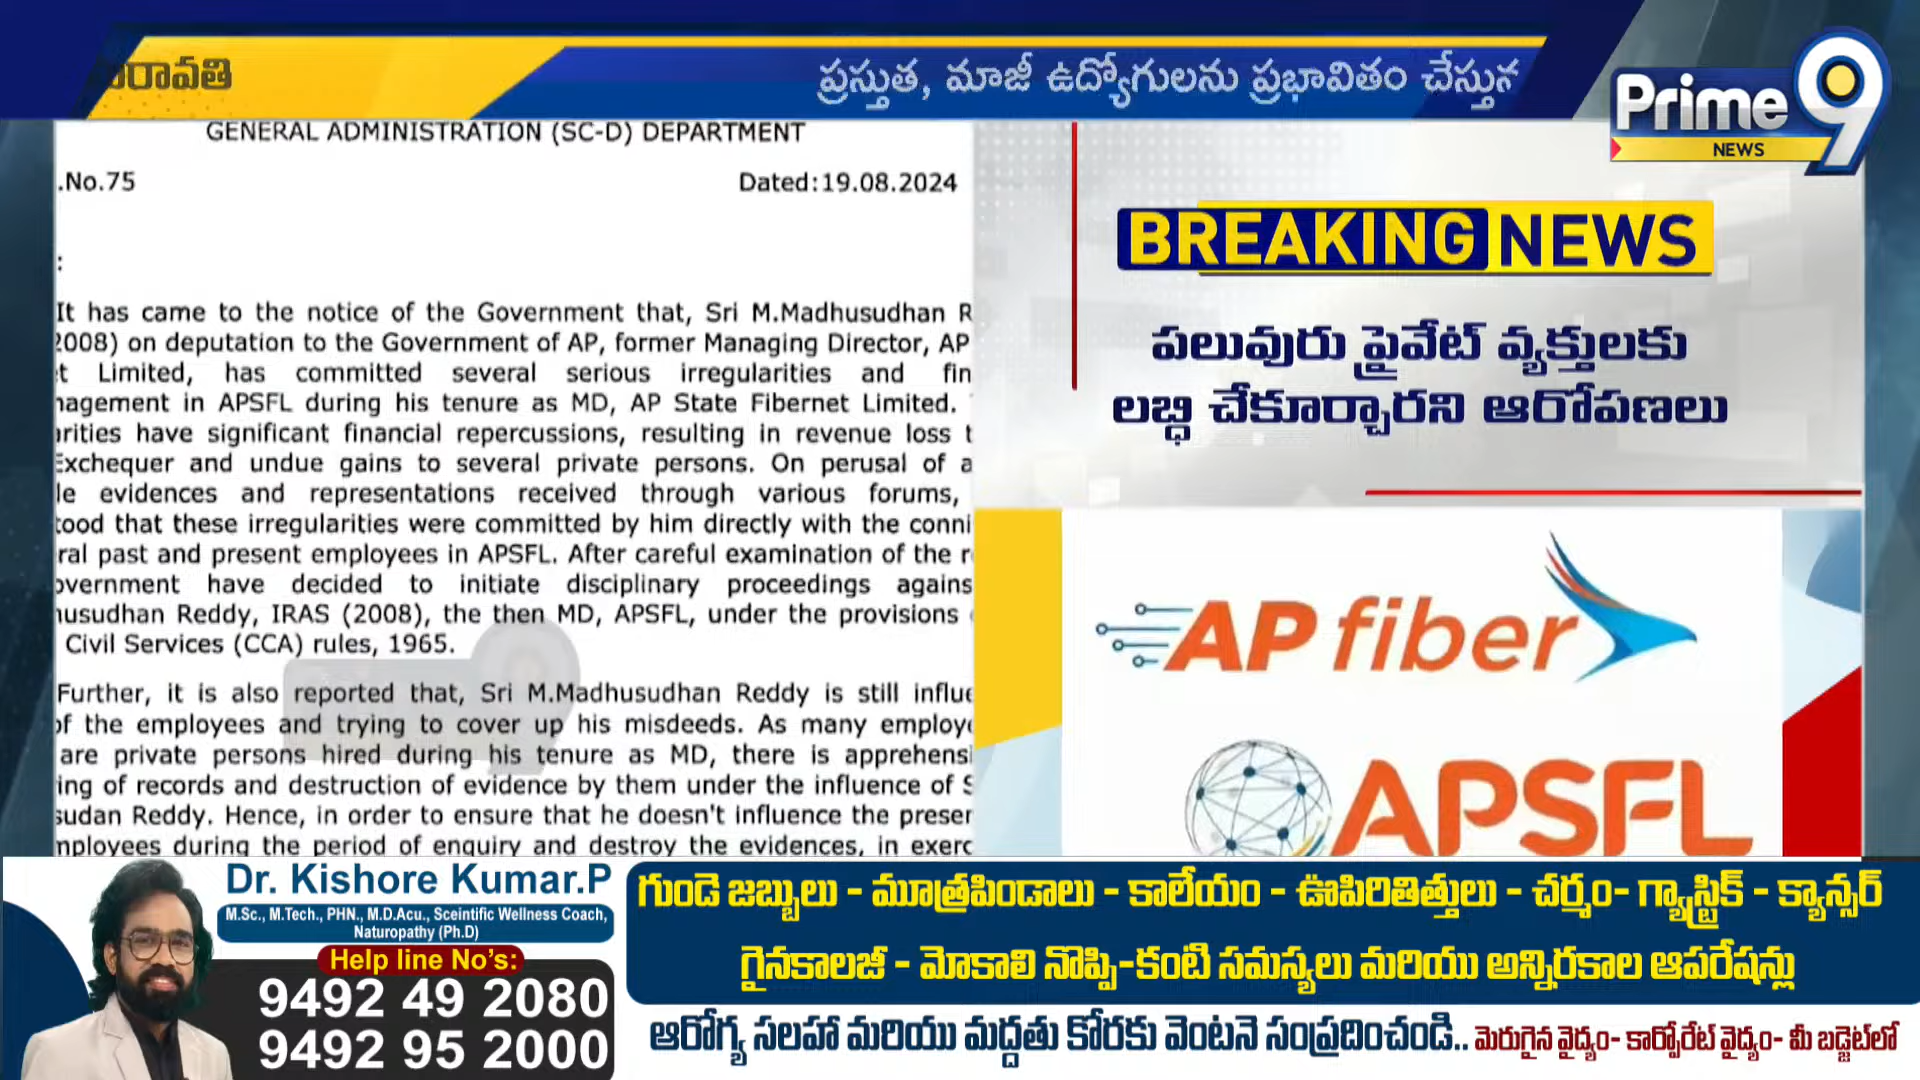 రావతి
ప్రస్తుత, మాజీ ఉద్యోగులను ప్రభావితం
Prime9
NEWS
GENERAL ADMINISTRATION (SC-D) DEPARTMENT
.No.75 Dated:19.08.2024
:
It has came to the notice of the Government that, Sri M.Madhusudhan R
2008) on deputation to the Government of AP, former Managing Director, AP
t Limited, has committed several serious irregularities and fin
nagement in APSFL during his tenure as MD, AP State Fibernet Limited.
rities have significant financial repercussions, resulting in revenue loss t
Exchequer and undue gains to several private persons. On perusal of a
le evidences and representations received through various forums,
tood that these irregularities were committed by him directly with the conni
ral past and present employees in APSFL. After careful examination of the r
overnment have decided to initiate disciplinary proceedings agains
husudhan Reddy, IRAS (2008), the then MD, APSFL, under the provisions
Civil Services (CCA) rules, 1965.
Further, it is also reported that, Sri M.Madhusudhan Reddy is still influe
of the employees and trying to cover up his misdeeds. As many employe
are private persons hired during his tenure as MD, there is apprehensi
ing of records and destruction of evidence by them under the influence of S
sudan Reddy. Hence, in order to ensure that he doesn't influence the presen
mployees during the period of enquiry and destroy the evidences, in exerc
BREAKING NEWS
పలువురు ప్రైవేట్ వ్యక్తులకు
లబ్ధి చేకూర్చారని ఆరోపణలు
AP fiber
APSFL
Dr. Kishore Kumar.P
M.Sc., M.Tech., PHN., M.D.Acu., Sceintific Wellness Coach,
Naturopathy (Ph.D)
Help line No's:
9492 49 2080
9492 95 2000
గుండె జబ్బులు - మూత్రపిండాలు - కాలేయం - ఊపిరితిత్తులు - చర్మం- గ్యాస్ట్రిక్ - క్యాన్సర్
గైనకాలజీ - మోకాలి నొప్పి-కంటి సమస్యలు మరియు అన్నిరకాల ఆపరేషన్లు
ఆరోగ్య సలహా మరియు మద్దతు కోరకు వెంటనె సంప్రదించండి.. మెరుగైన వైద్యం- కార్పోరేట్ వైద్యం- మీ బడ్జెట్‌లో